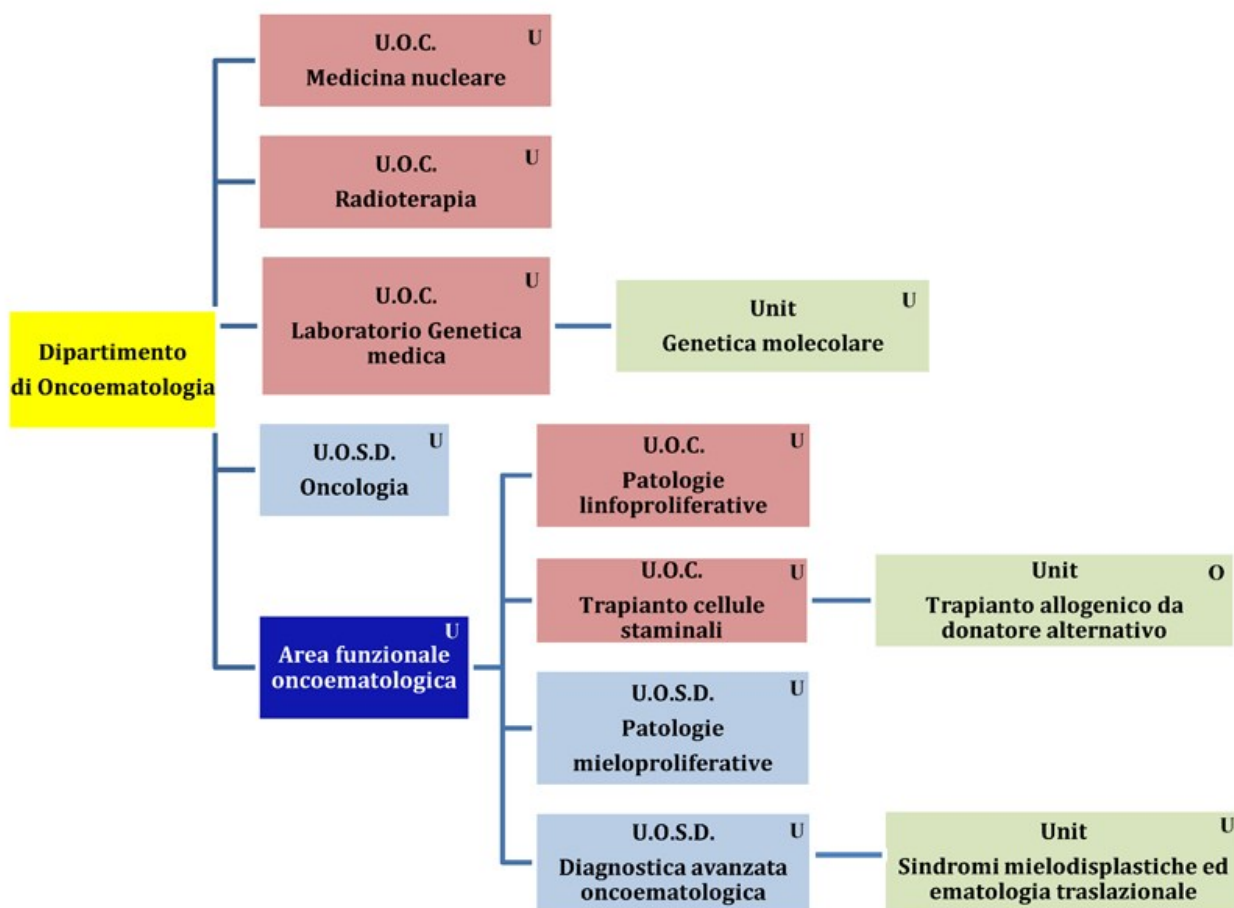 U.O.C. U
Medicina nucleare
U.O.C. U
Radioterapia
U.O.C. U
Laboratorio Genetica
medica
Unit U
Genetica molecolare
Dipartimento
di Oncoematologia
U.O.S.D. U
Oncologia
Area funzionale U
oncoematologica
U.O.C. U
Patologie
linfoproliferative
U.O.C. U
Trapianto cellule
staminali
Unit O
Trapianto allogenico da
donatore alternativo
U.O.S.D. U
Patologie
mieloproliferative
U.O.S.D. U
Diagnostica avanzata
oncoematologica
Unit U
Sindromi mielodisplastiche ed
ematologia traslazionale